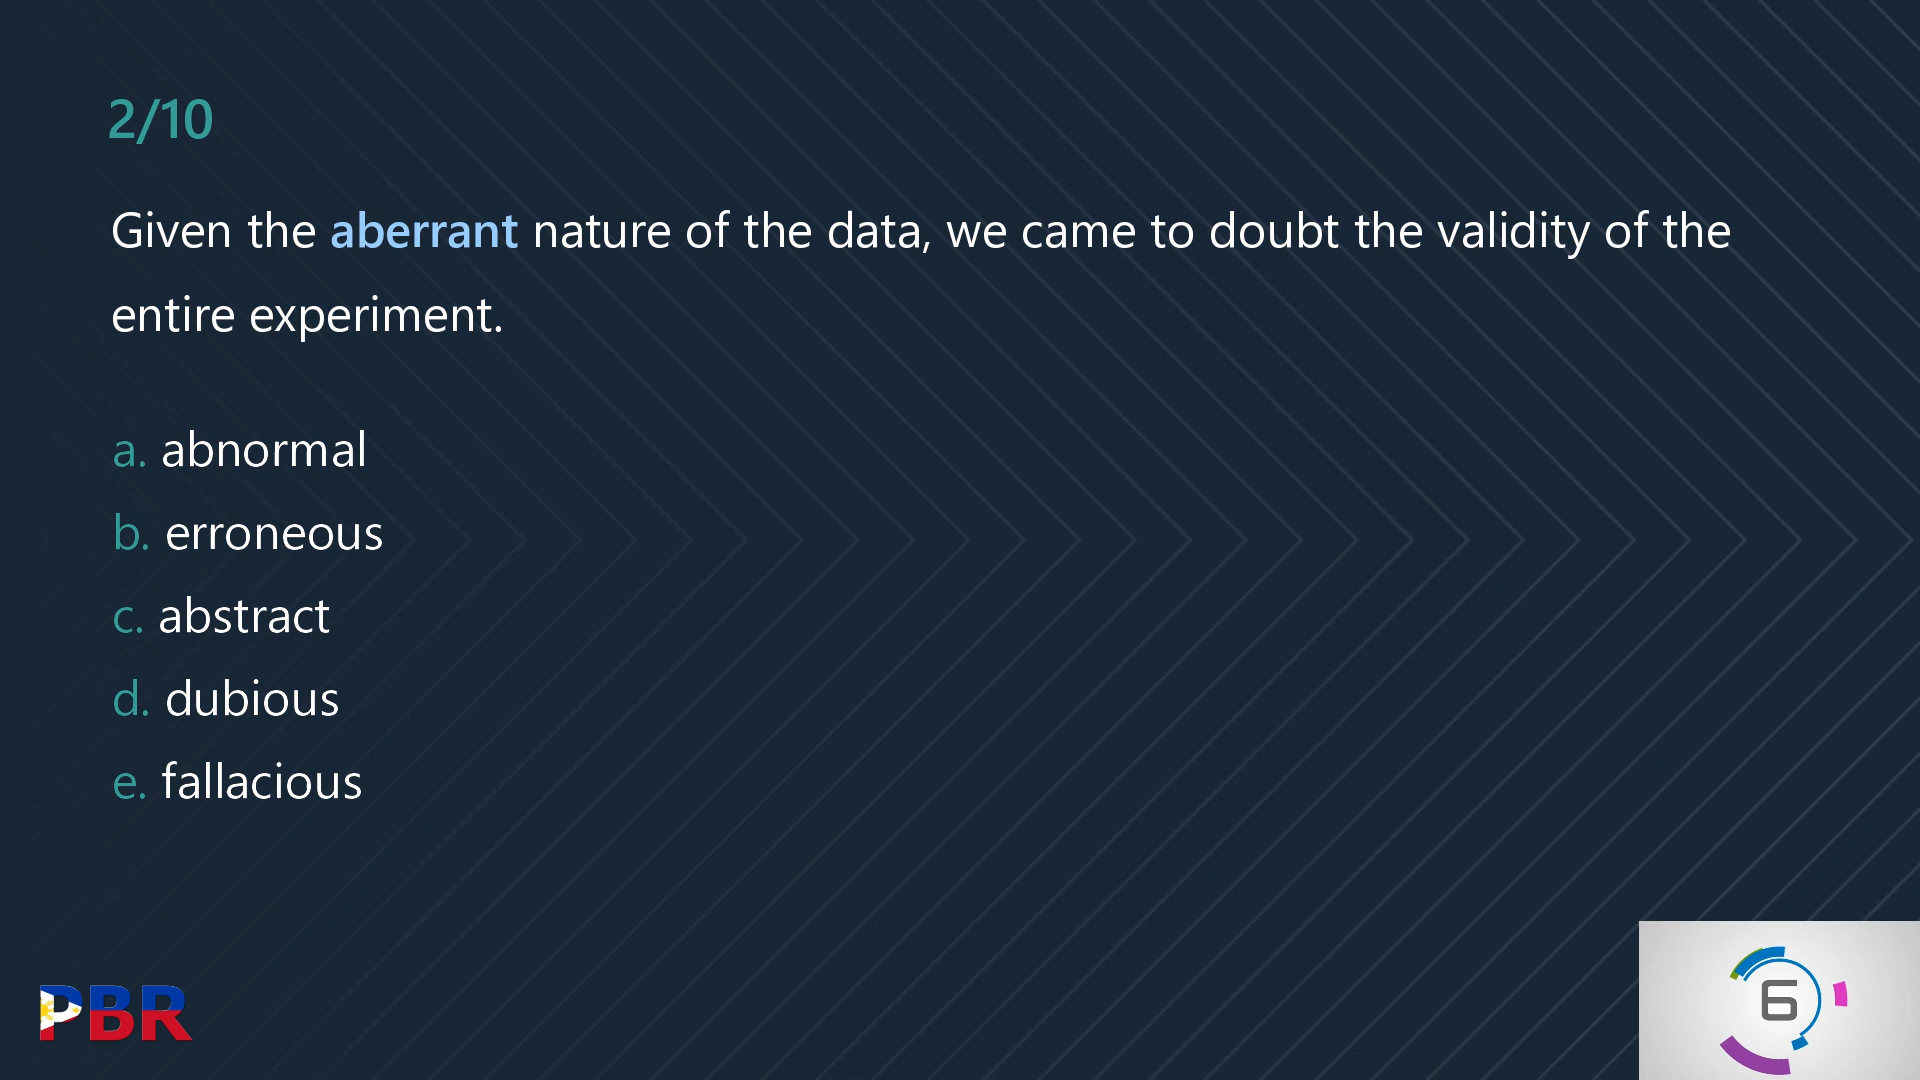 2/10
Given the aberrant nature of the data, we came to doubt the validity of the
entire experiment.
a. abnormal
b. erroneous
c. abstract
d. dubious
e. fallacious
PBR
6